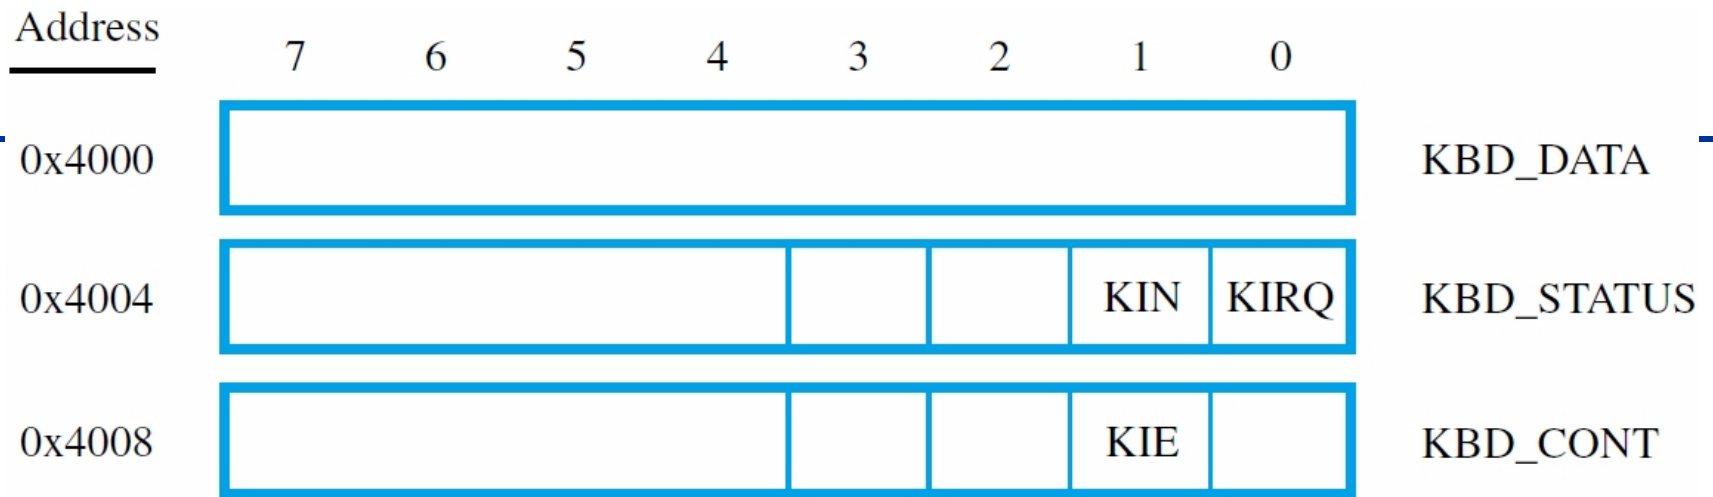 Address
7 6 5 4 3 2 1 0
0x4000 KBD_DATA
0x4004 KIN KIRQ KBD_STATUS
0x4008 KIE KBD_CONT